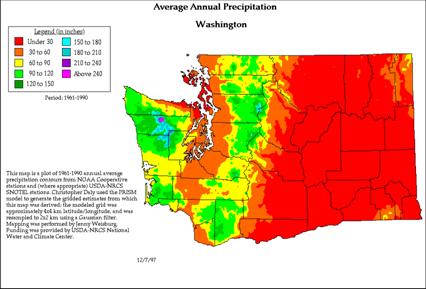 Average Annual Precipitation
Washington
Legend (in inches)
Under 30
30 to 60
60 to 90
90 to 120
120 to 150
150 to 180
180 to 210
210 to 240
Above 240
Period: 1961-1990
This map is a plot of 1961-1990 annual average
precipitation contours from NOAA Cooperative
stations and (where appropriate) USDA-NRCS
SNOTEL stations. Christopher Daly used the PRISM
model to generate the gridded estimates from which
this map was derived; the modeled grid was
approximately 4x4 km latitude/longitude, and was
resampled to 2x2 km using a Gaussian filter.
Mapping was performed by Jenny Weisburg.
Funding was provided by USDA-NRCS National
Water and Climate Center.
12/7/97